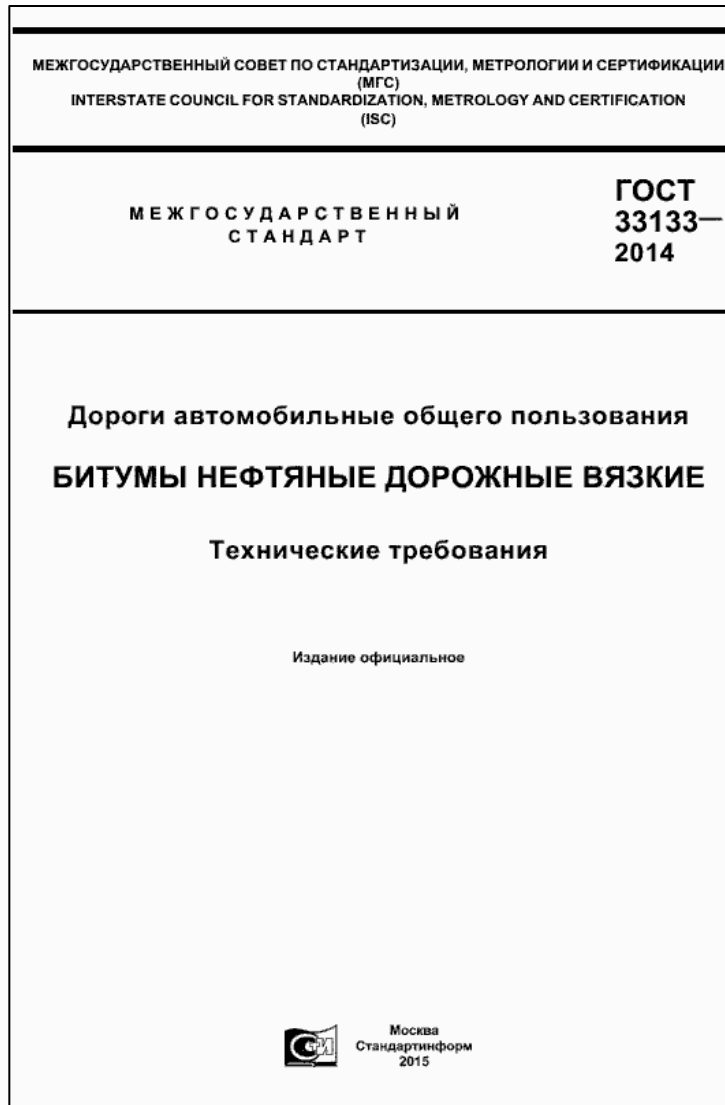 МЕЖГОСУДАРСТВЕННЫЙ СОВЕТ ПО СТАНДАРТИЗАЦИИ, МЕТРОЛОГИИ И СЕРТИФИКАЦИИ
(МГС)
INTERSTATE COUNCIL FOR STANDARDIZATION, METROLOGY AND CERTIFICATION
(ISC)
МЕЖГОСУДАРСТВЕННЫЙ
СТАНДАРТ
ГОСТ
33133—
2014
Дороги автомобильные общего пользования
БИТУМЫ НЕФТЯНЫЕ ДОРОЖНЫЕ ВЯЗКИЕ
Технические требования
Издание официальное
Москва
Стандартинформ
2015